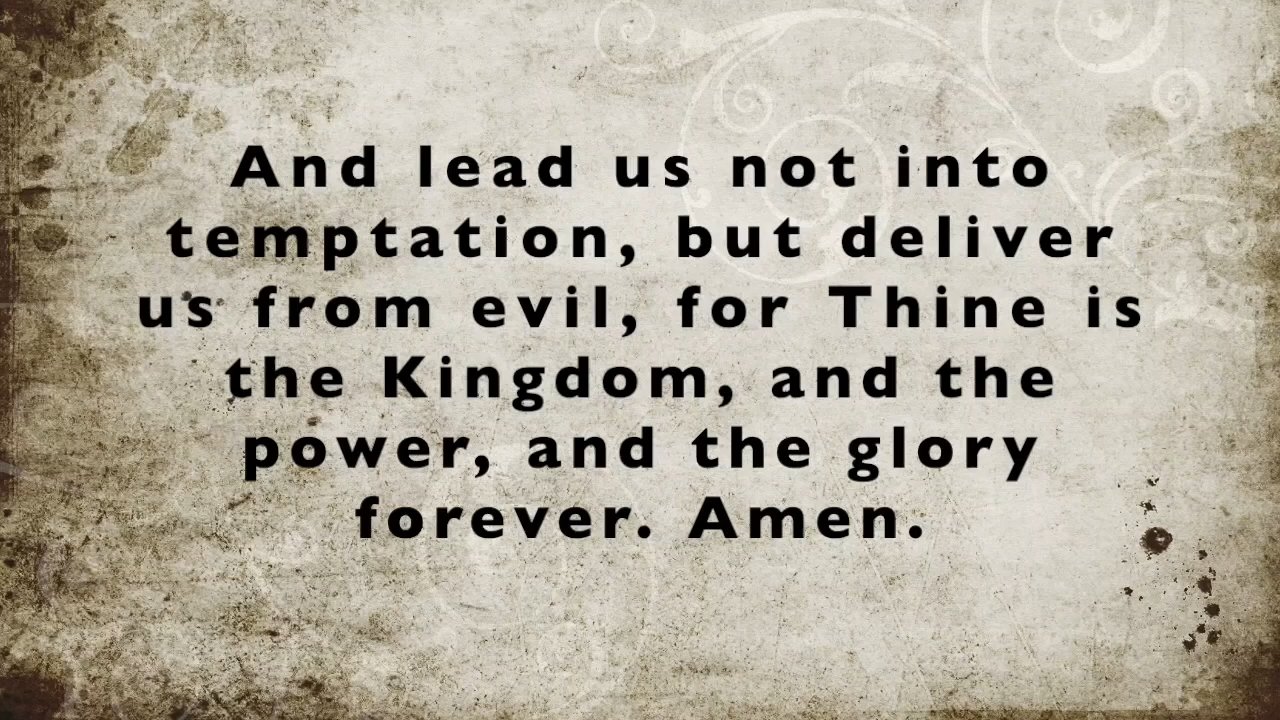 And lead us not into
temptation, but deliver
us from evil, for Thine is
the Kingdom, and the
power, and the glory
forever. Amen.